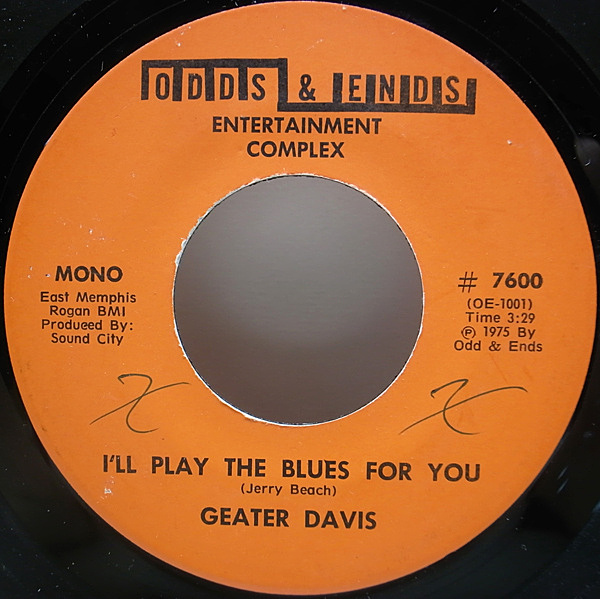 ODDS & ENDS
ENTERTAINMENT
COMPLEX
MONO
East Memphis
Rogan BMI
Produced By:
Sound City
# 7600
(OE-1001)
Time 3:29
Ⓟ 1975 By
Odd & Ends
I'LL PLAY THE BLUES FOR YOU
(Jerry Beach)
GEATER DAVIS